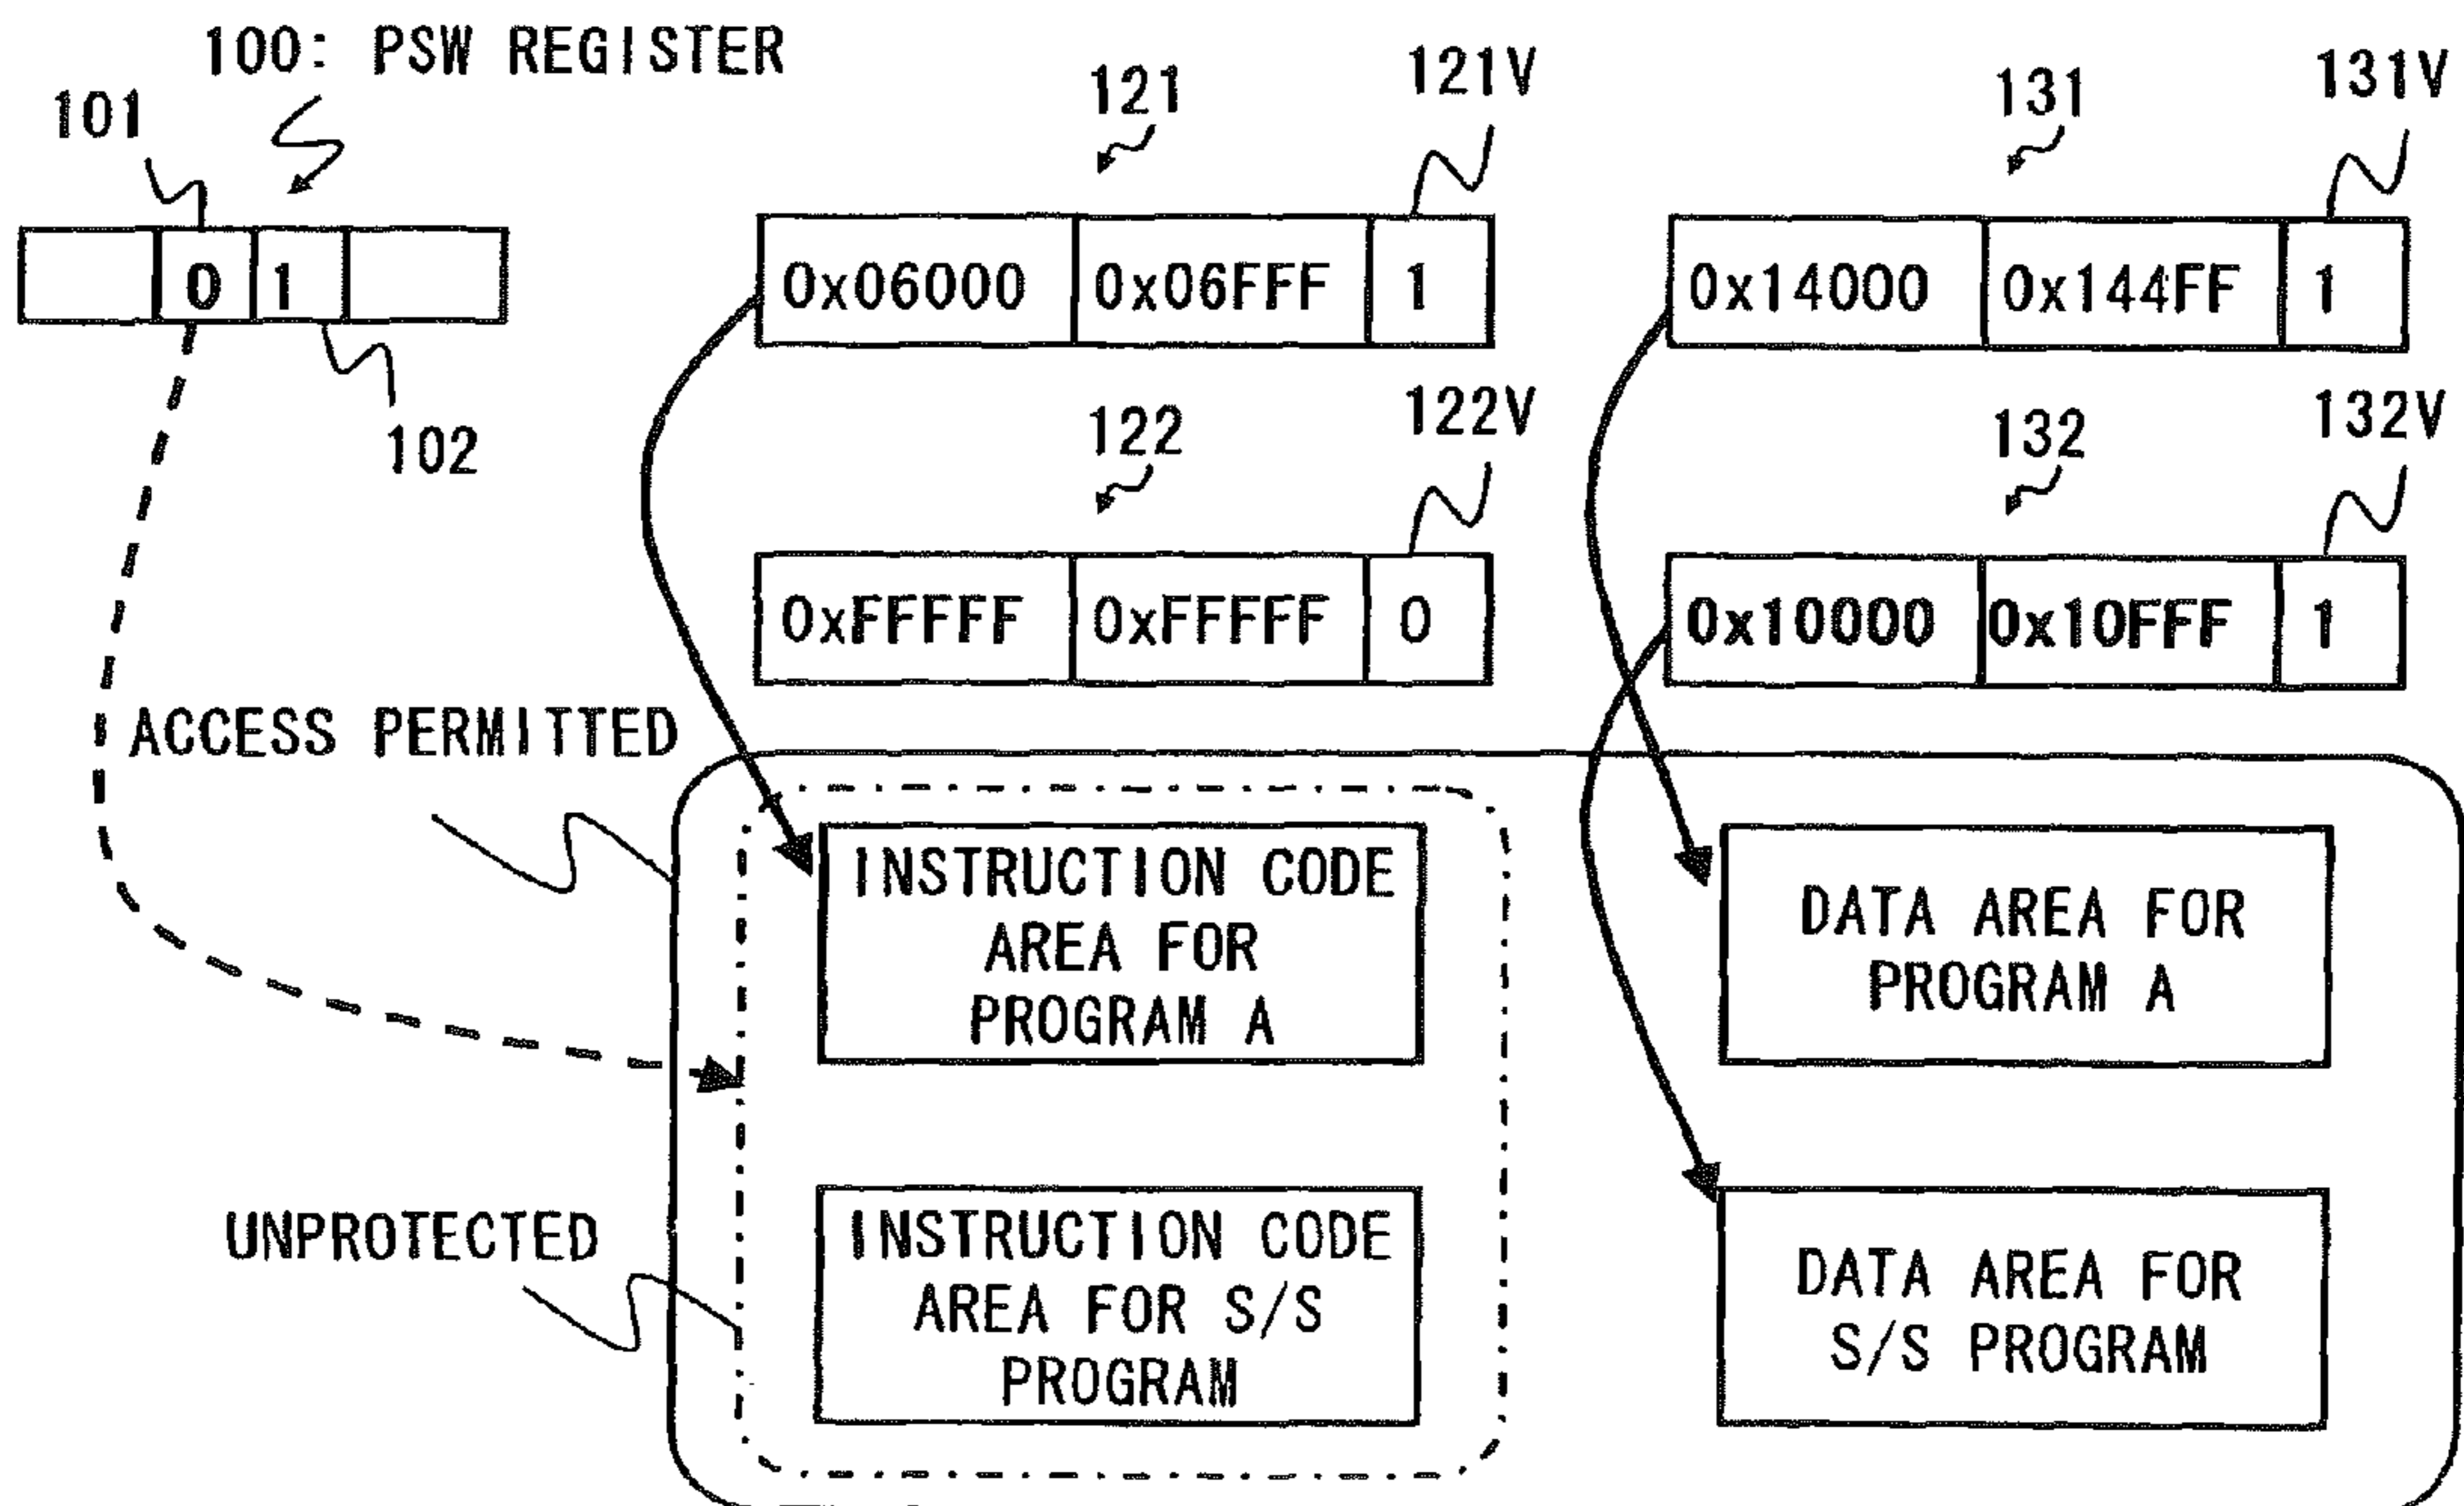 100: PSW REGISTER
101
121
121V
131
131V
0 1
0x06000 0x06FFF 1
0x14000 0x144FF 1
102
122
122V
132
132V
0xFFFFF 0xFFFFF 0
0x10000 0x10FFF 1
ACCESS PERMITTED
INSTRUCTION CODE
AREA FOR
PROGRAM A
DATA AREA FOR
PROGRAM A
UNPROTECTED
INSTRUCTION CODE
AREA FOR S/S
PROGRAM
DATA AREA FOR
S/S PROGRAM